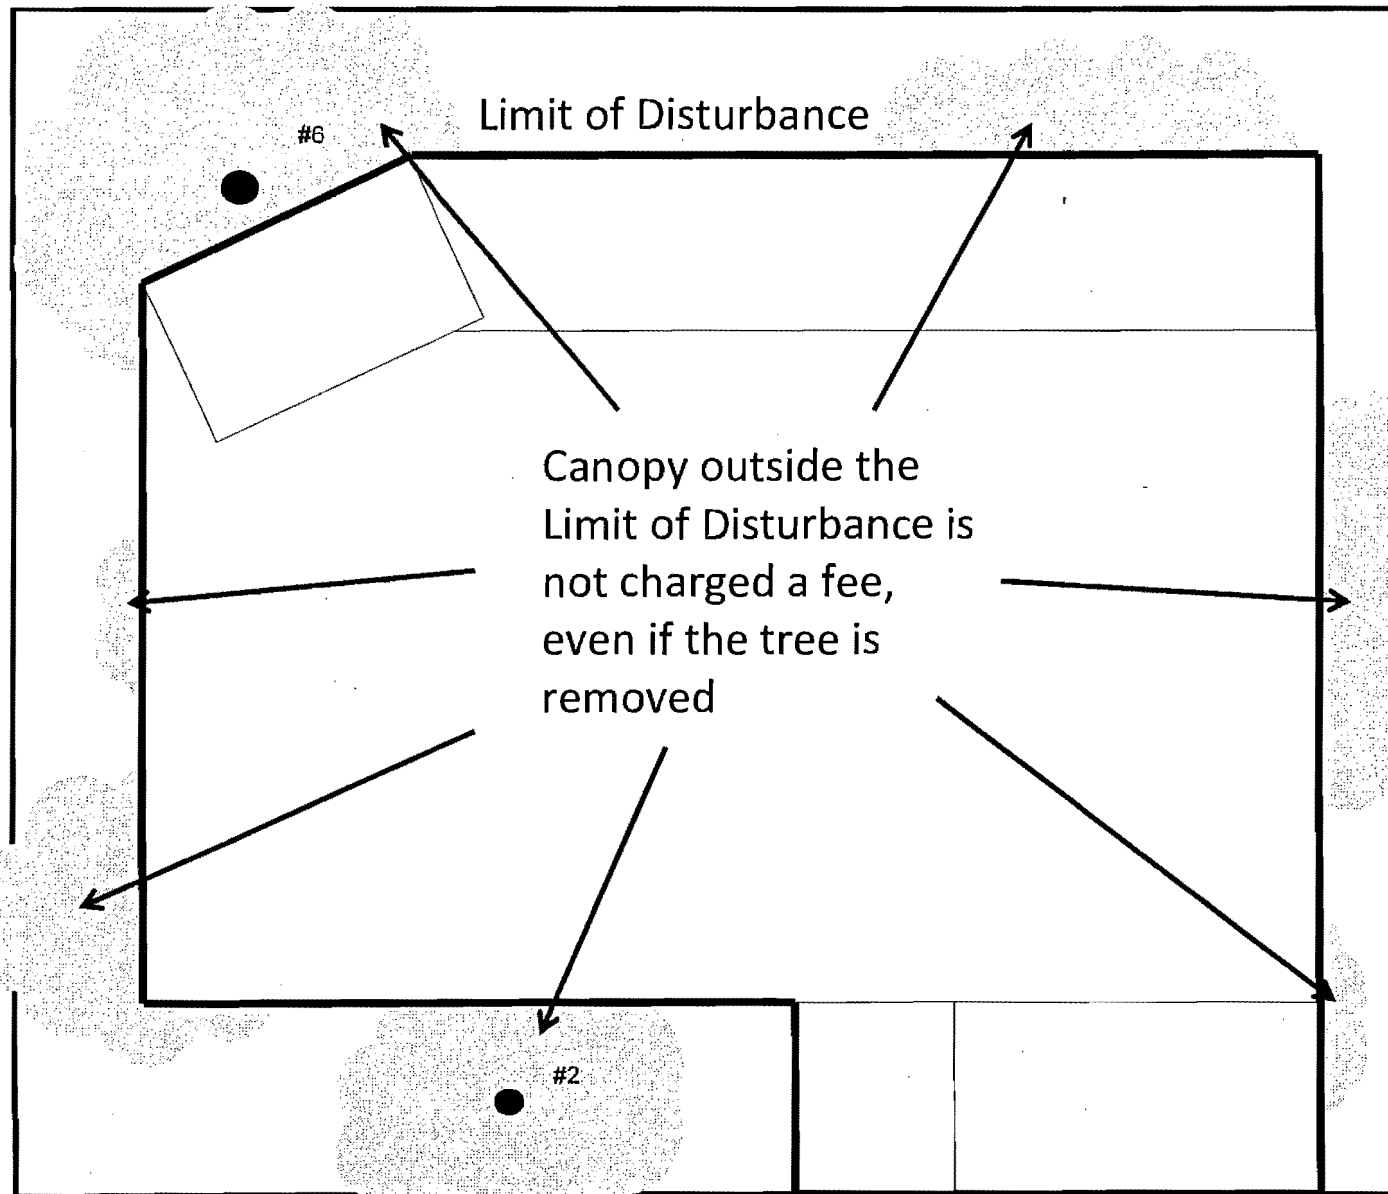 Limit of Disturbance
#6
Canopy outside the
Limit of Disturbance is
not charged a fee,
even if the tree is
removed
#2